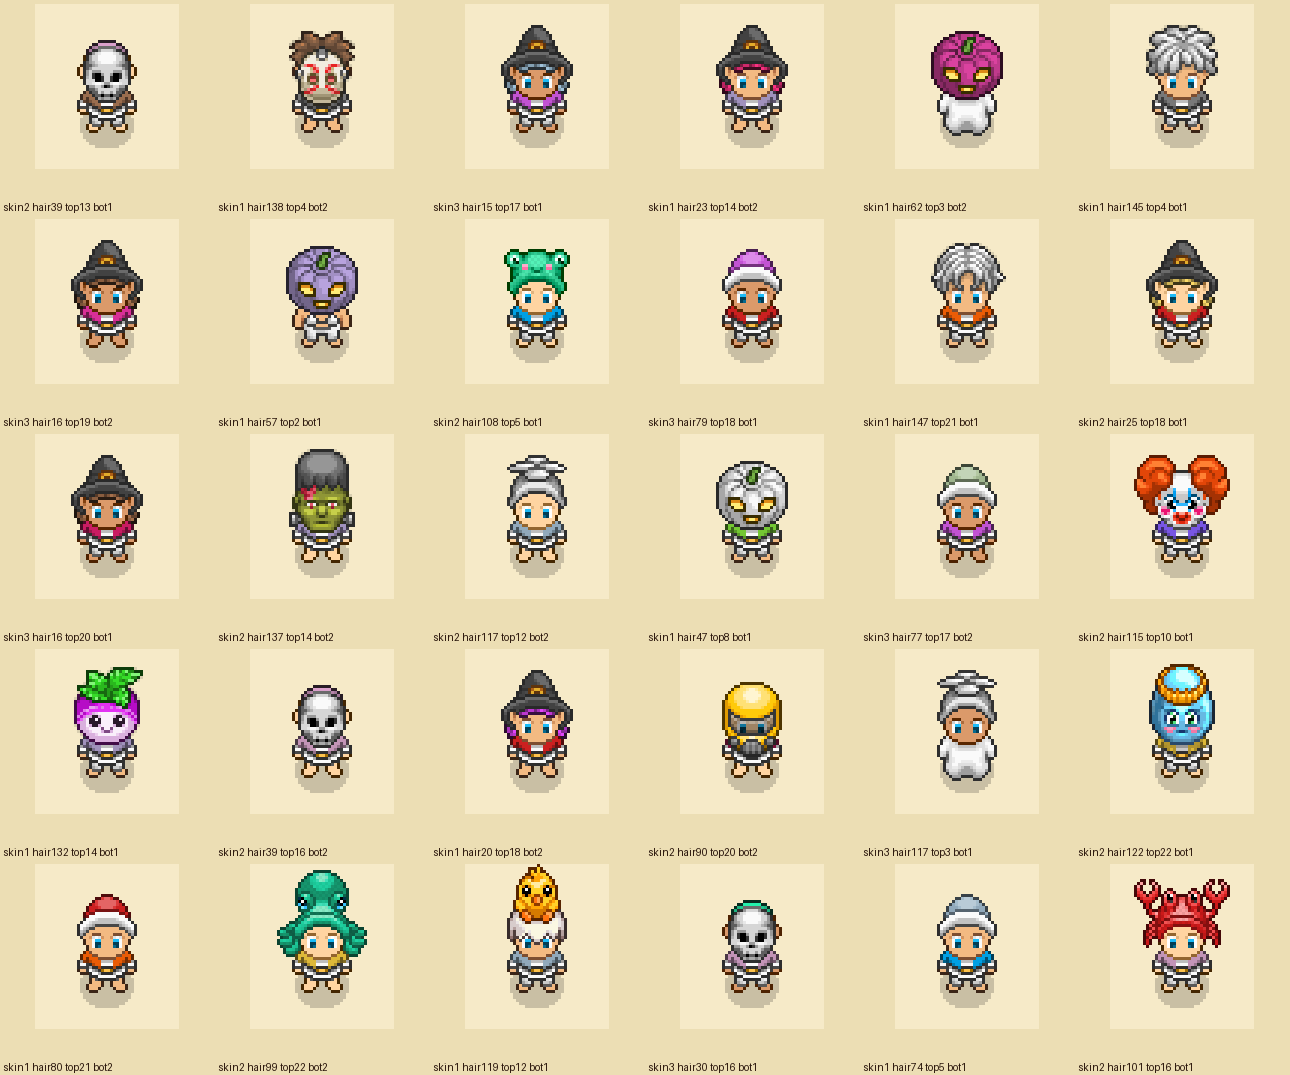 skin2 hair39 top13 bot1
skin1 hair138 top4 bot2
skin3 hair15 top17 bot1
skin1 hair23 top14 bot2
skin1 hair62 top3 bot2
skin1 hair145 top4 bot1
skin3 hair16 top19 bot2
skin1 hair57 top2 bot1
skin2 hair108 top5 bot1
skin3 hair79 top18 bot1
skin1 hair147 top21 bot1
skin2 hair25 top18 bot1
skin3 hair16 top20 bot1
skin2 hair137 top14 bot2
skin2 hair117 top12 bot2
skin1 hair47 top8 bot1
skin3 hair77 top17 bot2
skin2 hair115 top10 bot1
skin1 hair132 top14 bot1
skin2 hair39 top16 bot2
skin1 hair20 top18 bot2
skin2 hair90 top20 bot2
skin3 hair117 top3 bot1
skin2 hair122 top22 bot1
skin1 hair80 top21 bot2
skin2 hair99 top22 bot2
skin1 hair119 top12 bot1
skin3 hair30 top16 bot1
skin1 hair74 top5 bot1
skin2 hair101 top16 bot1